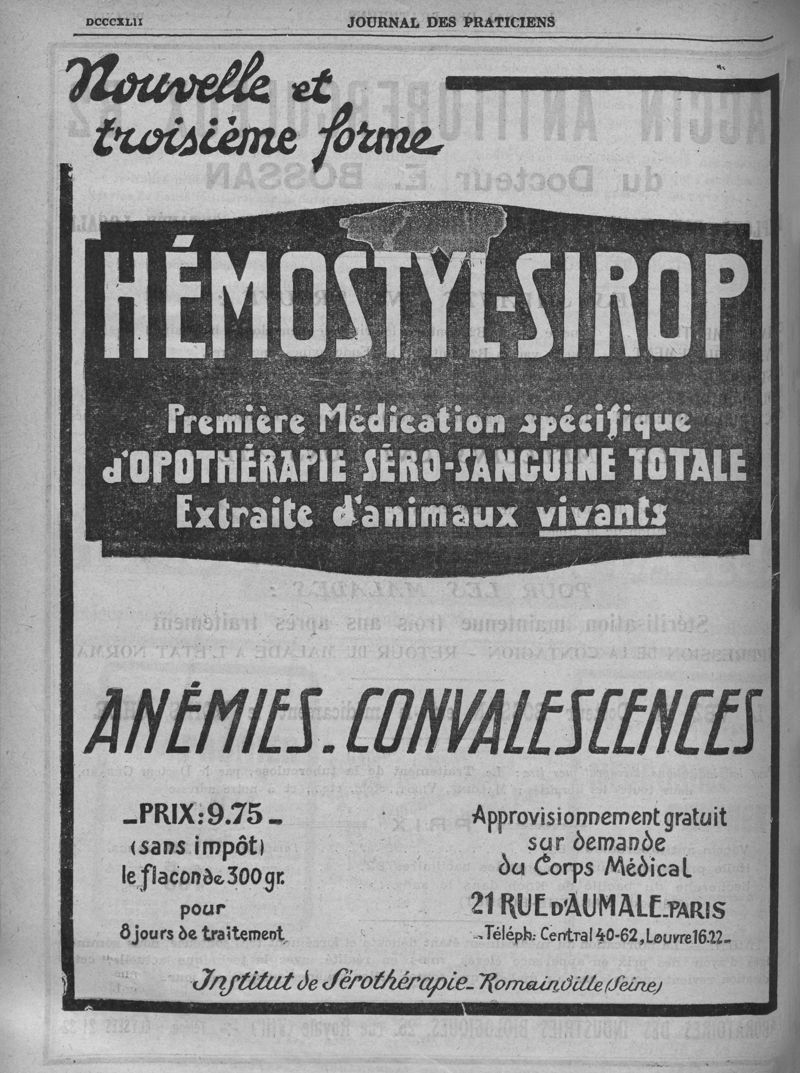 DCCCXLII JOURNAL DES PRATICIENS
Nouvelle et
troisième forme
HÉMOSTYL-SIROP
Première Médication spécifique
d'OPOTHÉRAPIE SÉRO-SANGUINE TOTALE
Extraite d'animaux vivants
ANÉMIES. CONVALESCENCES
PRIX: 9.75
(sans impôt)
le flacon de 300 gr.
pour
8 jours de traitement
Approvisionnement gratuit
sur demande
du Corps Médical
21 RUE D'AUMALE. PARIS
Téléph: Central 40-62, Louvre 16.22
Institut de Sérothérapie - Romainville (Seine)